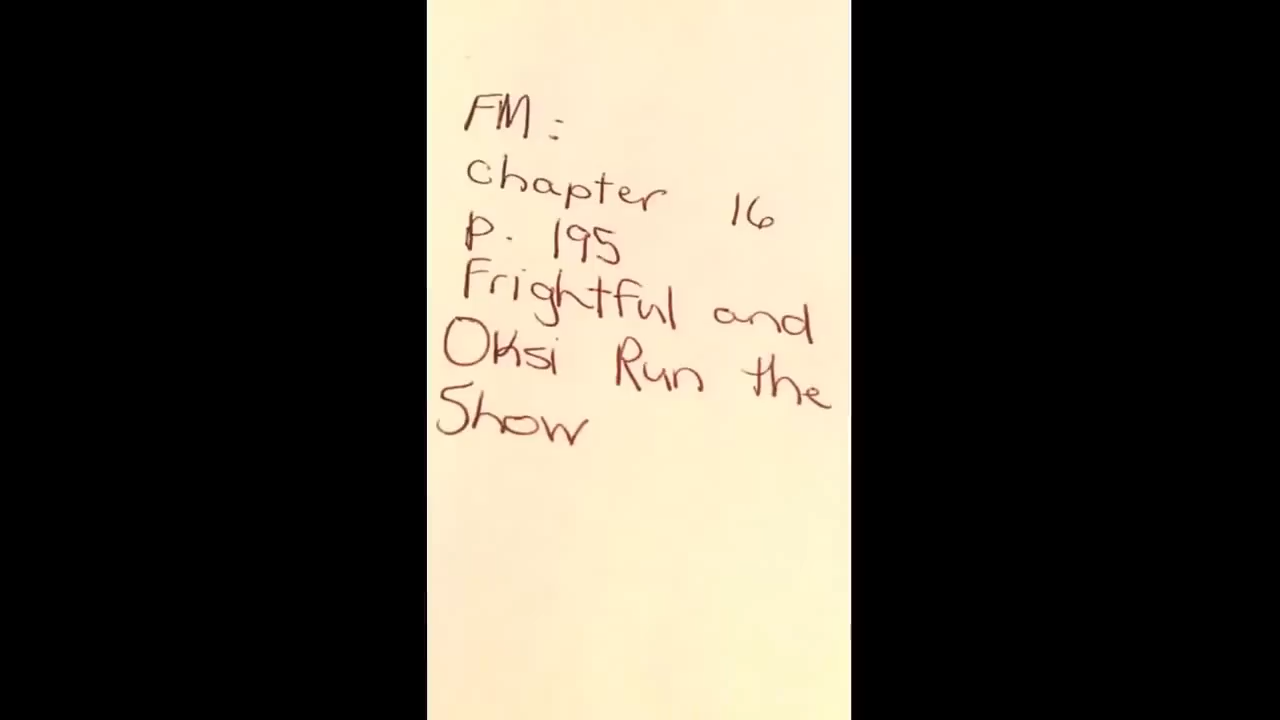 FM:
chapter 16
p. 195
Frightful and
Oksi Run the
Show